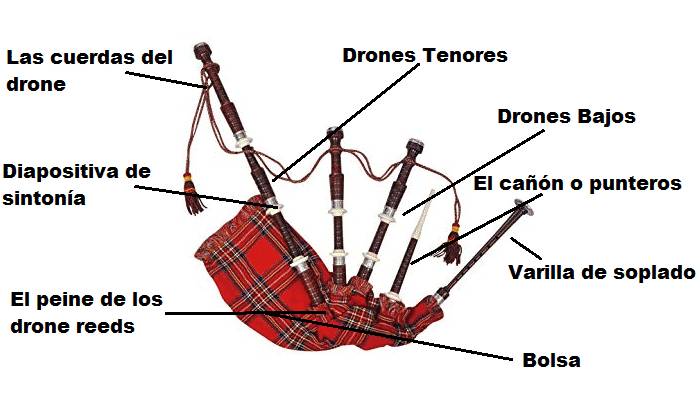 Las cuerdas del
drone
Drones Tenores
Drones Bajos
Diapositiva de
sintonía
El cañón o punteros
Varilla de soplado
El peine de los
drone reeds
Bolsa